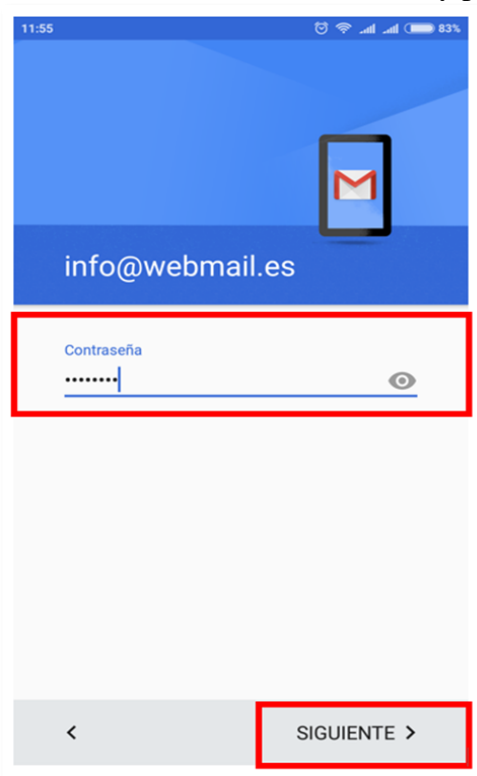 11:55 83%
info@webmail.es
Contraseña
••••••••
SIGUIENTE >